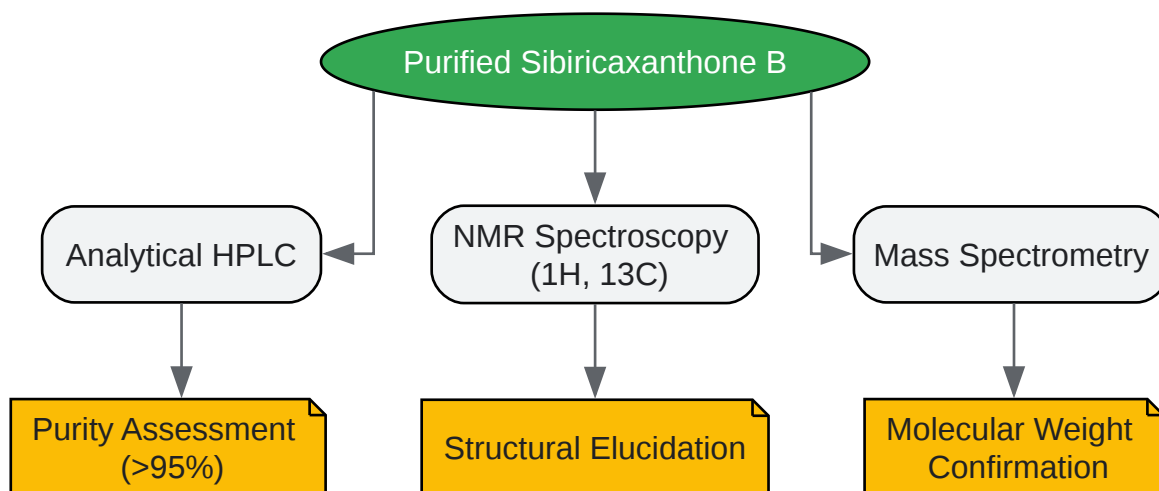 Purified Sibiricaxanthone B
Analytical HPLC
NMR Spectroscopy
(1H, 13C)
Mass Spectrometry
Purity Assessment
(>95%)
Structural Elucidation
Molecular Weight
Confirmation